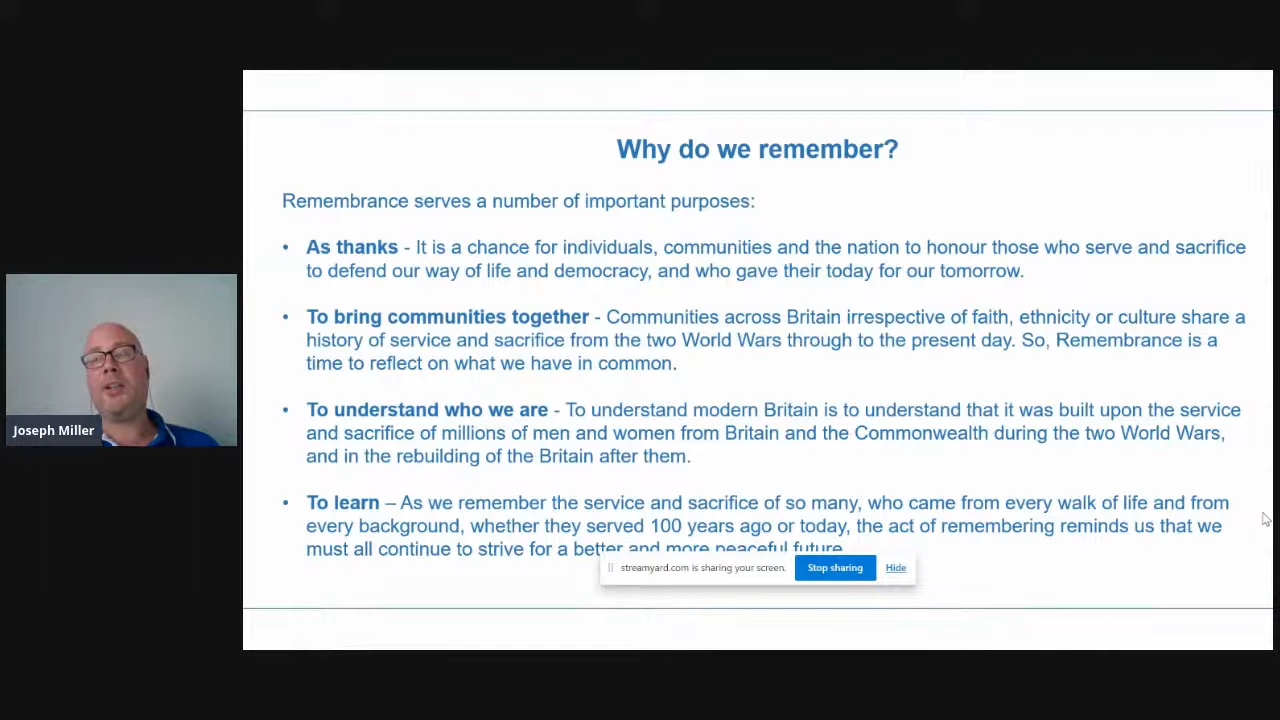 Why do we remember?
Remembrance serves a number of important purposes:
• As thanks - It is a chance for individuals, communities and the nation to honour those who serve and sacrifice
to defend our way of life and democracy, and who gave their today for our tomorrow.
• To bring communities together - Communities across Britain irrespective of faith, ethnicity or culture share a
history of service and sacrifice from the two World Wars through to the present day. So, Remembrance is a
time to reflect on what we have in common.
• To understand who we are - To understand modern Britain is to understand that it was built upon the service
and sacrifice of millions of men and women from Britain and the Commonwealth during the two World Wars,
and in the rebuilding of the Britain after them.
• To learn – As we remember the service and sacrifice of so many, who came from every walk of life and from
every background, whether they served 100 years ago or today, the act of remembering reminds us that we
must all continue to strive for a better and more peaceful future.
streamyard.com is sharing your screen. Stop sharing Hide
Joseph Miller